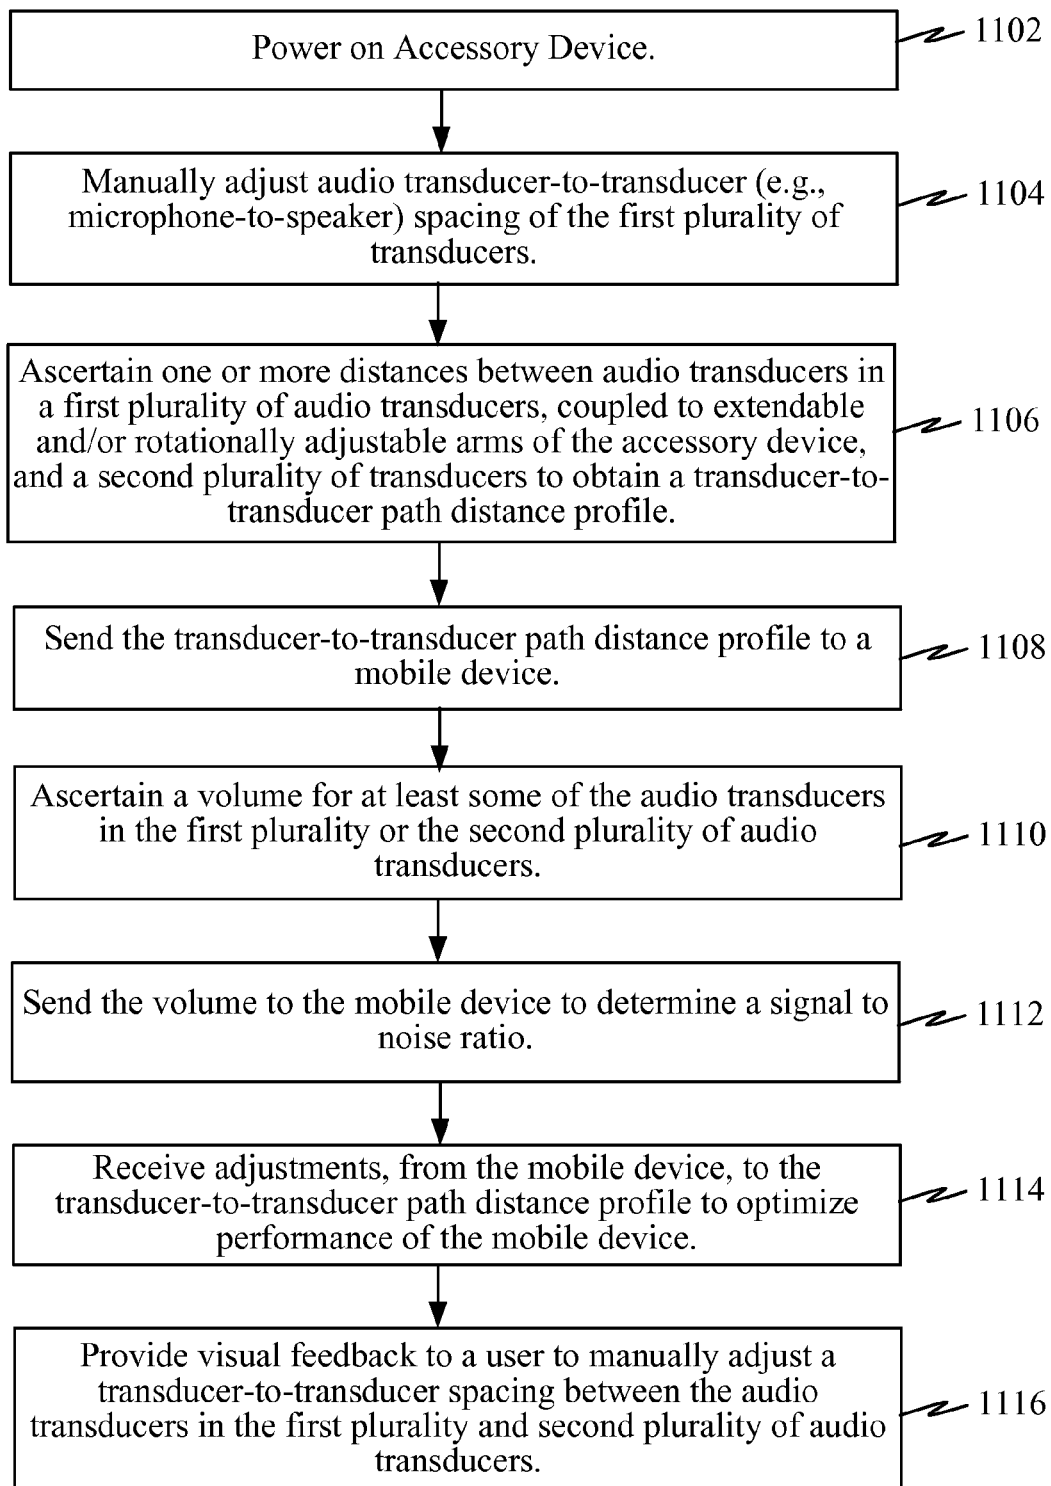 Power on Accessory Device.
1102
Manually adjust audio transducer-to-transducer (e.g.,
microphone-to-speaker) spacing of the first plurality of
transducers.
1104
Ascertain one or more distances between audio transducers in
a first plurality of audio transducers, coupled to extendable
and/or rotationally adjustable arms of the accessory device,
and a second plurality of transducers to obtain a transducer-to-
transducer path distance profile.
1106
Send the transducer-to-transducer path distance profile to a
mobile device.
1108
Ascertain a volume for at least some of the audio transducers
in the first plurality or the second plurality of audio
transducers.
1110
Send the volume to the mobile device to determine a signal to
noise ratio.
1112
Receive adjustments, from the mobile device, to the
transducer-to-transducer path distance profile to optimize
performance of the mobile device.
1114
Provide visual feedback to a user to manually adjust a
transducer-to-transducer spacing between the audio
transducers in the first plurality and second plurality of audio
transducers.
1116